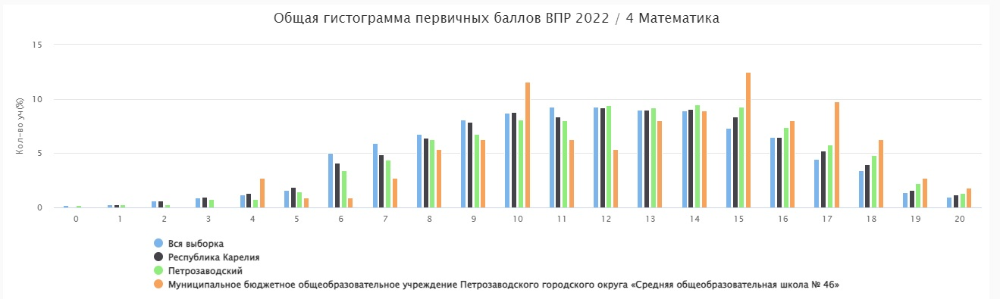 Общая гистограмма первичных баллов ВПР 2022 / 4 Математика
15
10
5
0
Кол-во уч(%)
0 1 2 3 4 5 6 7 8 9 10 11 12 13 14 15 16 17 18 19 20
Вся выборка
Республика Карелия
Петрозаводский
Муниципальное бюджетное общеобразовательное учреждение Петрозаводского городского округа «Средняя общеобразовательная школа № 46»